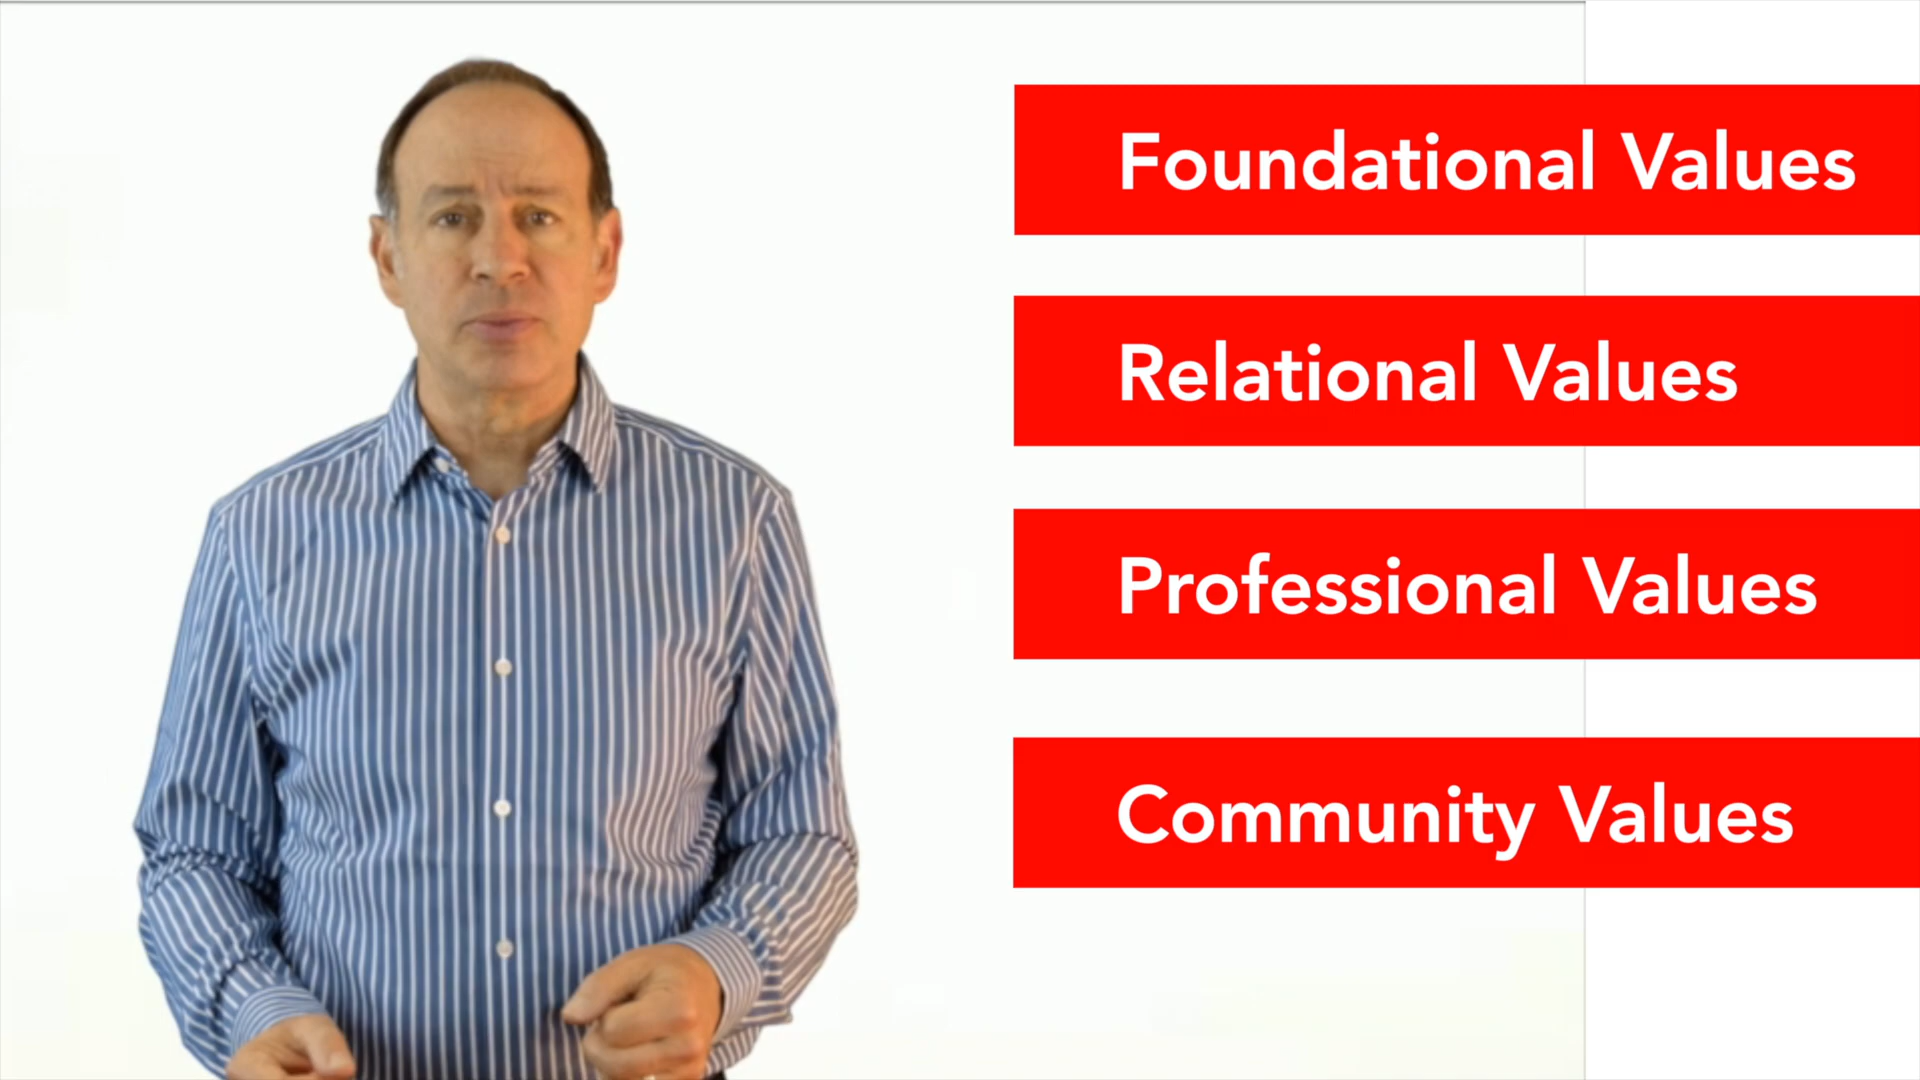 Foundational Values
Relational Values
Professional Values
Community Values